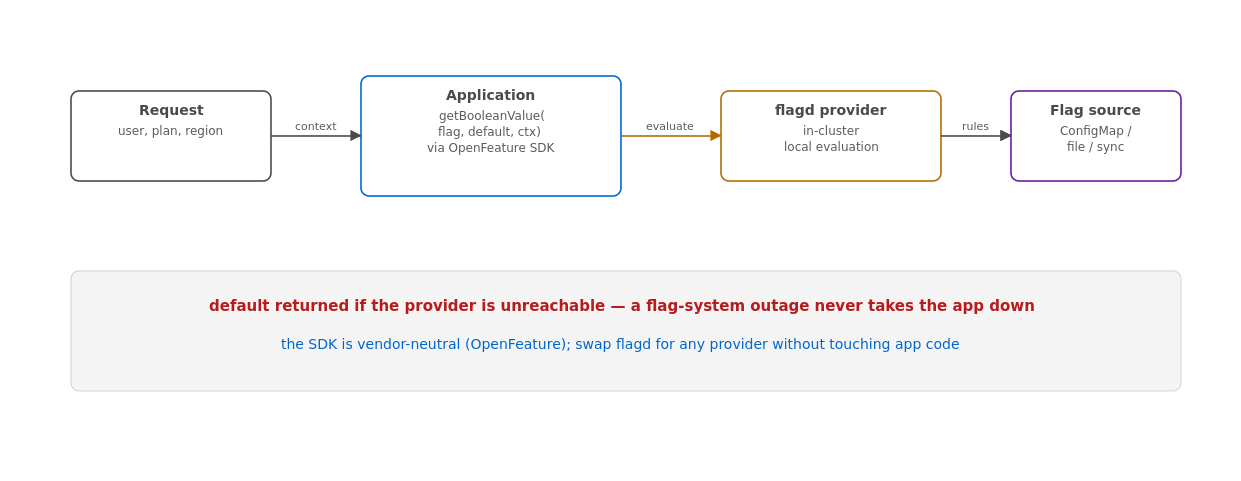 Request
user, plan, region
context
Application
getBooleanValue(
flag, default, ctx)
via OpenFeature SDK
evaluate
flagd provider
in-cluster
local evaluation
rules
Flag source
ConfigMap /
file / sync
default returned if the provider is unreachable — a flag-system outage never takes the app down
the SDK is vendor-neutral (OpenFeature); swap flagd for any provider without touching app code